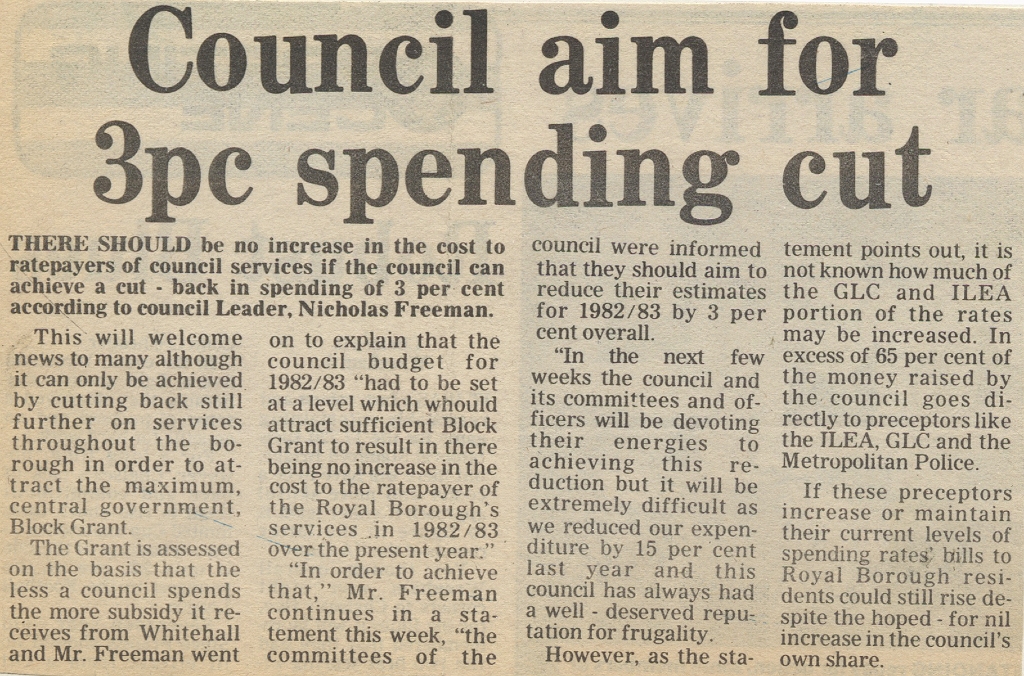 Council aim for
3pc spending cut
THERE SHOULD be no increase in the cost to
ratepayers of council services if the council can
achieve a cut - back in spending of 3 per cent
according to council Leader, Nicholas Freeman.
This will welcome
news to many although
it can only be achieved
by cutting back still
further on services
throughout the bo-
rough in order to at-
tract the maximum,
central government,
Block Grant.
The Grant is assessed
on the basis that the
less a council spends
the more subsidy it re-
ceives from Whitehall
and Mr. Freeman went
on to explain that the
council budget for
1982/83 “had to be set
at a level which whould
attract sufficient Block
Grant to result in there
being no increase in the
cost to the ratepayer of
the Royal Borough's
services in 1982/83
over the present year.”
“In order to achieve
that,” Mr. Freeman
continues in a sta-
tement this week, “the
committees of the
council were informed
that they should aim to
reduce their estimates
for 1982/83 by 3 per
cent overall.
“In the next few
weeks the council and
its committees and of-
ficers will be devoting
their energies to
achieving this re-
duction but it will be
extremely difficult as
we reduced our expen-
diture by 15 per cent
last year and this
council has always had
a well - deserved repu-
tation for frugality.
However, as the sta-
tement points out, it is
not known how much of
the GLC and ILEA
portion of the rates
may be increased. In
excess of 65 per cent of
the money raised by
the council goes di-
rectly to preceptors like
the ILEA, GLC and the
Metropolitan Police.
If these preceptors
increase or maintain
their current levels of
spending rates' bills to
Royal Borough resi-
dents could still rise de-
spite the hoped - for nil
increase in the council's
own share.